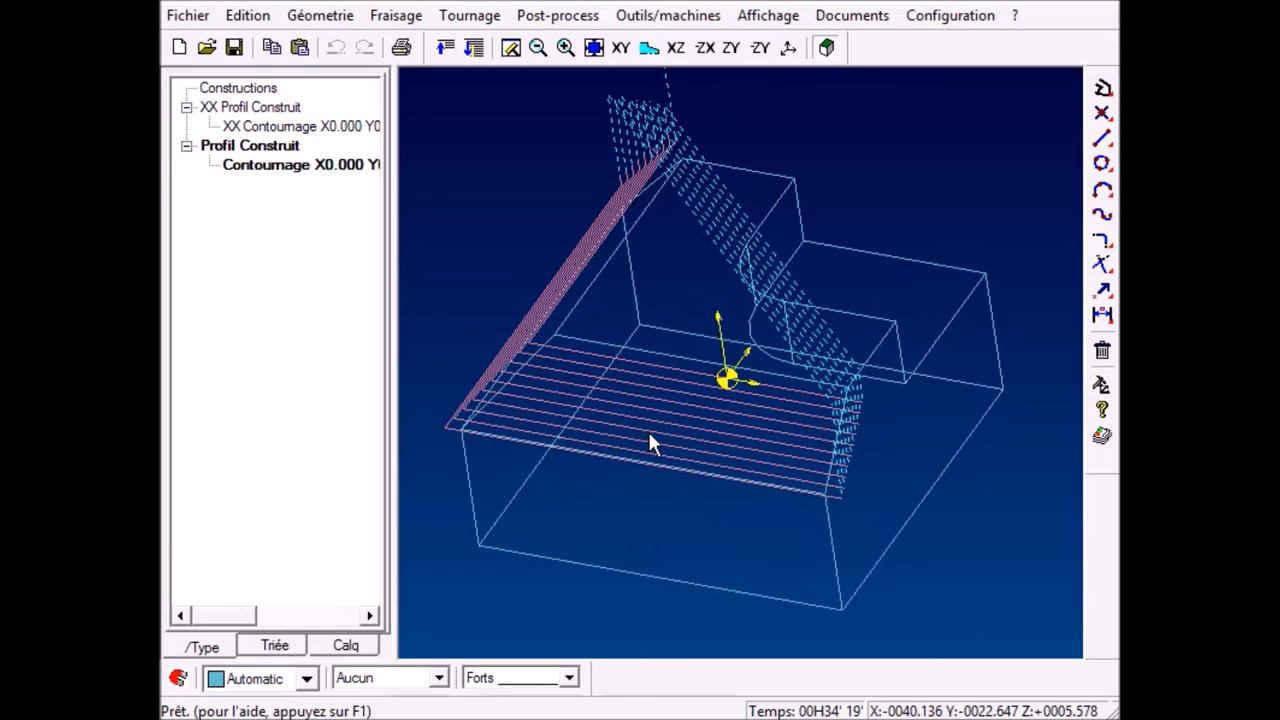 Fichier Edition Géometrie Fraisage Tournage Post-process Outils/machines Affichage Documents Configuration ?
XY XZ -ZX ZY -ZY
Constructions
XX Profil Construit
XX Contournage X0.000 Y0
Profil Construit
Contournage X0.000 Y
/Type Triée Calq
Automatic Aucun Forts
Prêt. (pour l'aide, appuyez sur F1) Temps: 00H34' 19" X:-0040.136 Y:-0022.647 Z:+0005.578